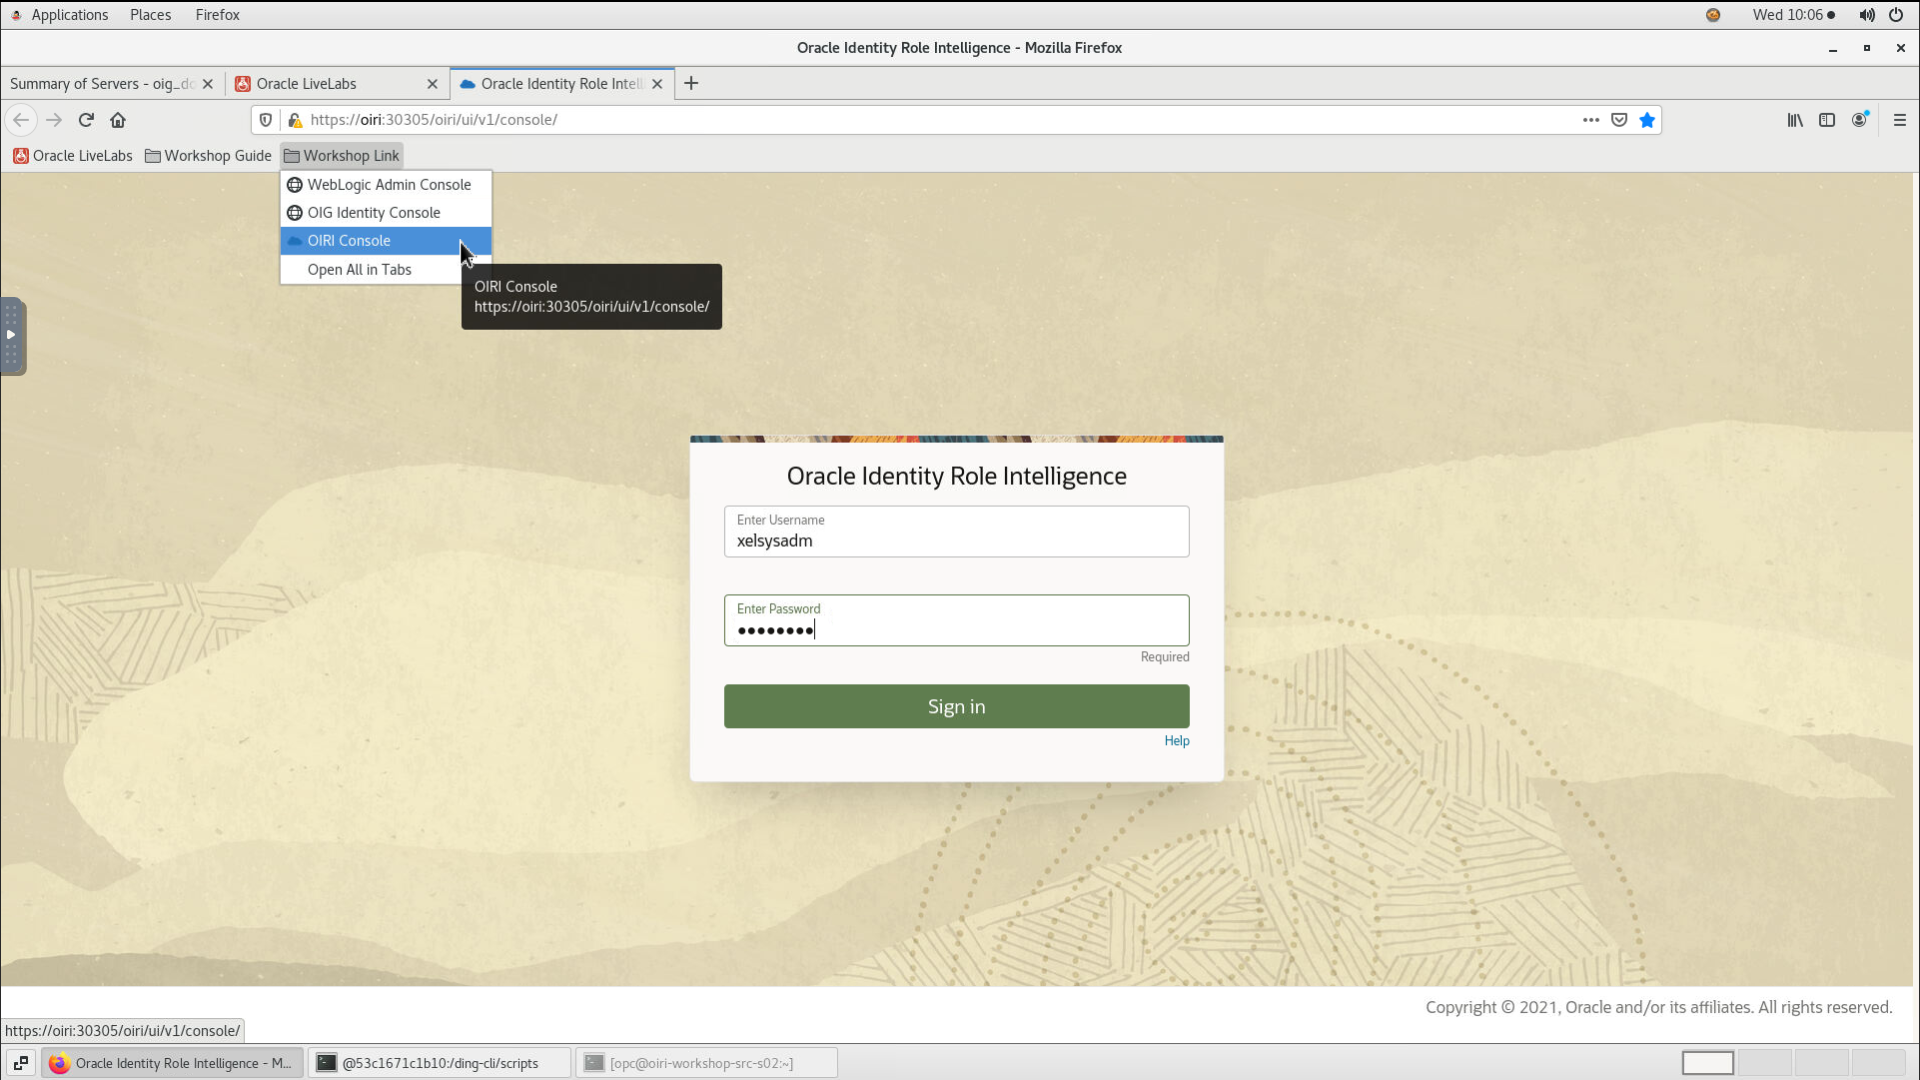 Applications Places Firefox Wed 10:06
Oracle Identity Role Intelligence - Mozilla Firefox
Summary of Servers - oig_do Oracle LiveLabs Oracle Identity Role Intell
https://oiri:30305/oiri/ui/v1/console/
Oracle LiveLabs Workshop Guide Workshop Link
WebLogic Admin Console
OIG Identity Console
OIRI Console
Open All in Tabs
OIRI Console
https://oiri:30305/oiri/ui/v1/console/
Oracle Identity Role Intelligence
Enter Username
xelsysadm
Enter Password
Required
Sign in
Help
Copyright © 2021, Oracle and/or its affiliates. All rights reserved.
https://oiri:30305/oiri/ui/v1/console/
Oracle Identity Role Intelligence - M... @53c1671c1b10:/ding-cli/scripts [opc@oiri-workshop-src-s02:~]